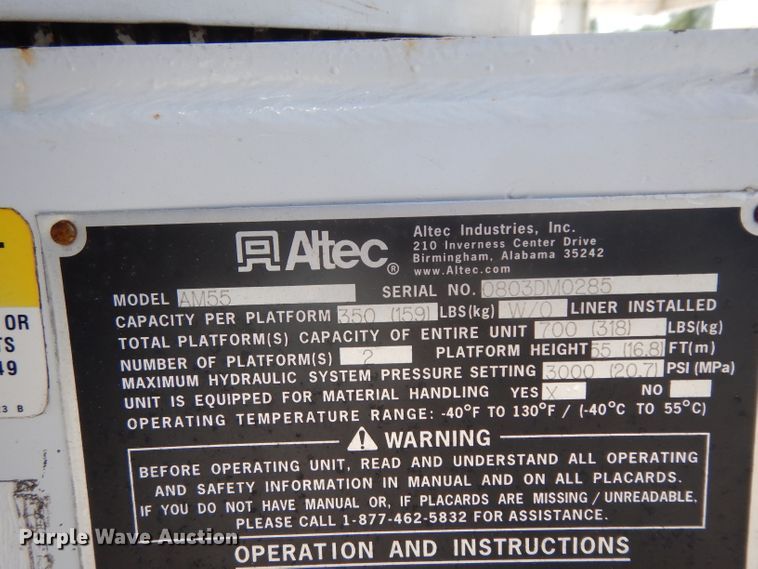 Altec®
Altec Industries, Inc.
210 Inverness Center Drive
Birmingham, Alabama 35242
www.Altec.com
MODEL AM55 SERIAL NO. 0803DM0285
CAPACITY PER PLATFORM 350 (159) LBS(kg) W/O LINER INSTALLED
TOTAL PLATFORM(S) CAPACITY OF ENTIRE UNIT 700 (318) LBS(kg)
NUMBER OF PLATFORM(S) 2 PLATFORM HEIGHT 55 (16.8) FT(m)
MAXIMUM HYDRAULIC SYSTEM PRESSURE SETTING 3000 (20.7) PSI (MPa)
UNIT IS EQUIPPED FOR MATERIAL HANDLING YES X NO
OPERATING TEMPERATURE RANGE: -40°F TO 130°F / (-40°C TO 55°C)
WARNING
BEFORE OPERATING UNIT, READ AND UNDERSTAND ALL OPERATING
AND SAFETY INFORMATION IN MANUAL AND ON ALL PLACARDS.
IF YOU DO NOT HAVE MANUAL OR, IF PLACARDS ARE MISSING/UNREADABLE,
PLEASE CALL 1-877-462-5832 FOR ASSISTANCE.
OPERATION AND INSTRUCTIONS
OR
TS
49
3 B
Purple Wave Auction